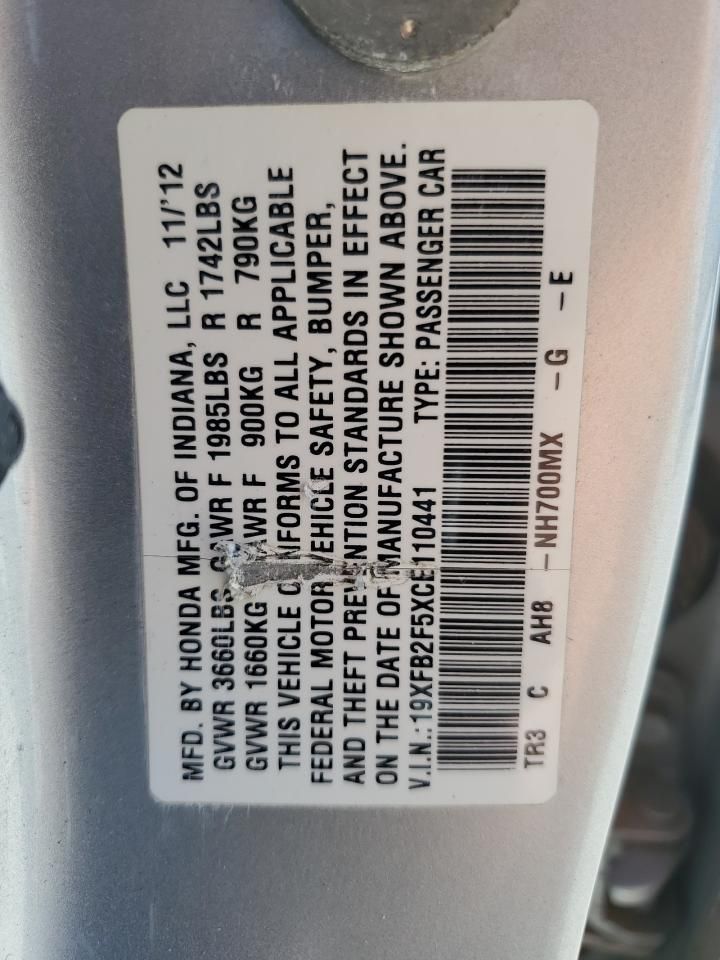 MFD. BY HONDA MFG. OF INDIANA, LLC 11/'12
GVWR 3660LBS GAWR F 1985LBS R 1742LBS
GVWR 1660KG GAWR F 900KG R 790KG
THIS VEHICLE CONFORMS TO ALL APPLICABLE
FEDERAL MOTOR VEHICLE SAFETY, BUMPER,
AND THEFT PREVENTION STANDARDS IN EFFECT
ON THE DATE OF MANUFACTURE SHOWN ABOVE.
V.I.N.: 19XFB2F5XCE110441 TYPE: PASSENGER CAR
TR3 C AH8 -NH700MX -G -E